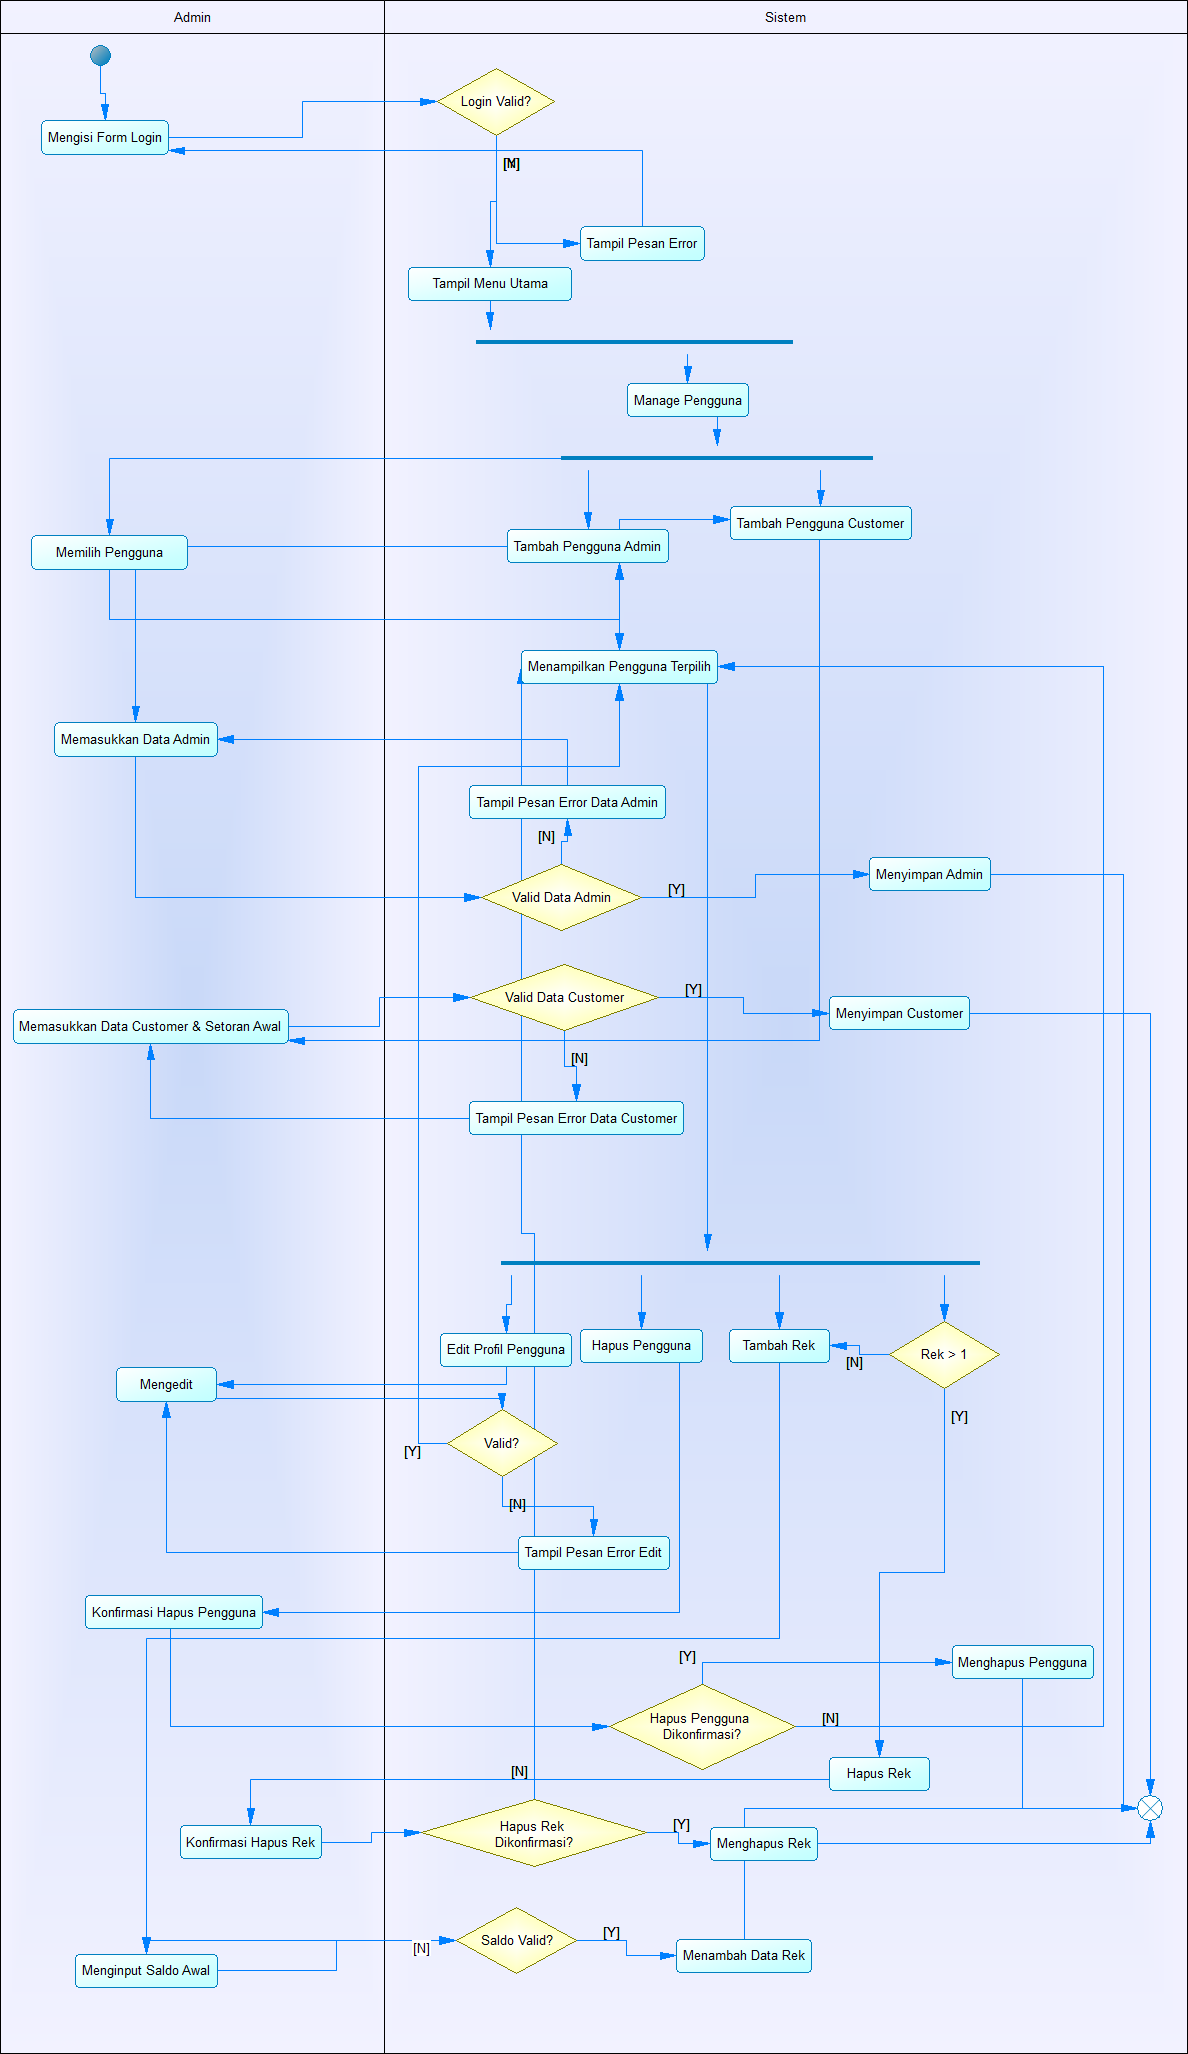 Admin
Sistem
Login Valid?
Mengisi Form Login
[Y]
[N]
Tampil Pesan Error
Tampil Menu Utama
Manage Pengguna
Tambah Pengguna Customer
Tambah Pengguna Admin
Memilih Pengguna
Menampilkan Pengguna Terpilih
Memasukkan Data Admin
Tampil Pesan Error Data Admin
[N]
Menyimpan Admin
[Y]
Valid Data Admin
[Y]
Valid Data Customer
Menyimpan Customer
Memasukkan Data Customer & Setoran Awal
[N]
Tampil Pesan Error Data Customer
Edit Profil Pengguna
Hapus Pengguna
Tambah Rek
Rek > 1
[N]
Mengedit
[Y]
Valid?
[Y]
[N]
Tampil Pesan Error Edit
Konfirmasi Hapus Pengguna
[Y]
Menghapus Pengguna
Hapus Pengguna
Dikonfirmasi?
[N]
Hapus Rek
[N]
Hapus Rek
Dikonfirmasi?
[Y]
Konfirmasi Hapus Rek
Menghapus Rek
[Y]
Saldo Valid?
[N]
Menambah Data Rek
Menginput Saldo Awal